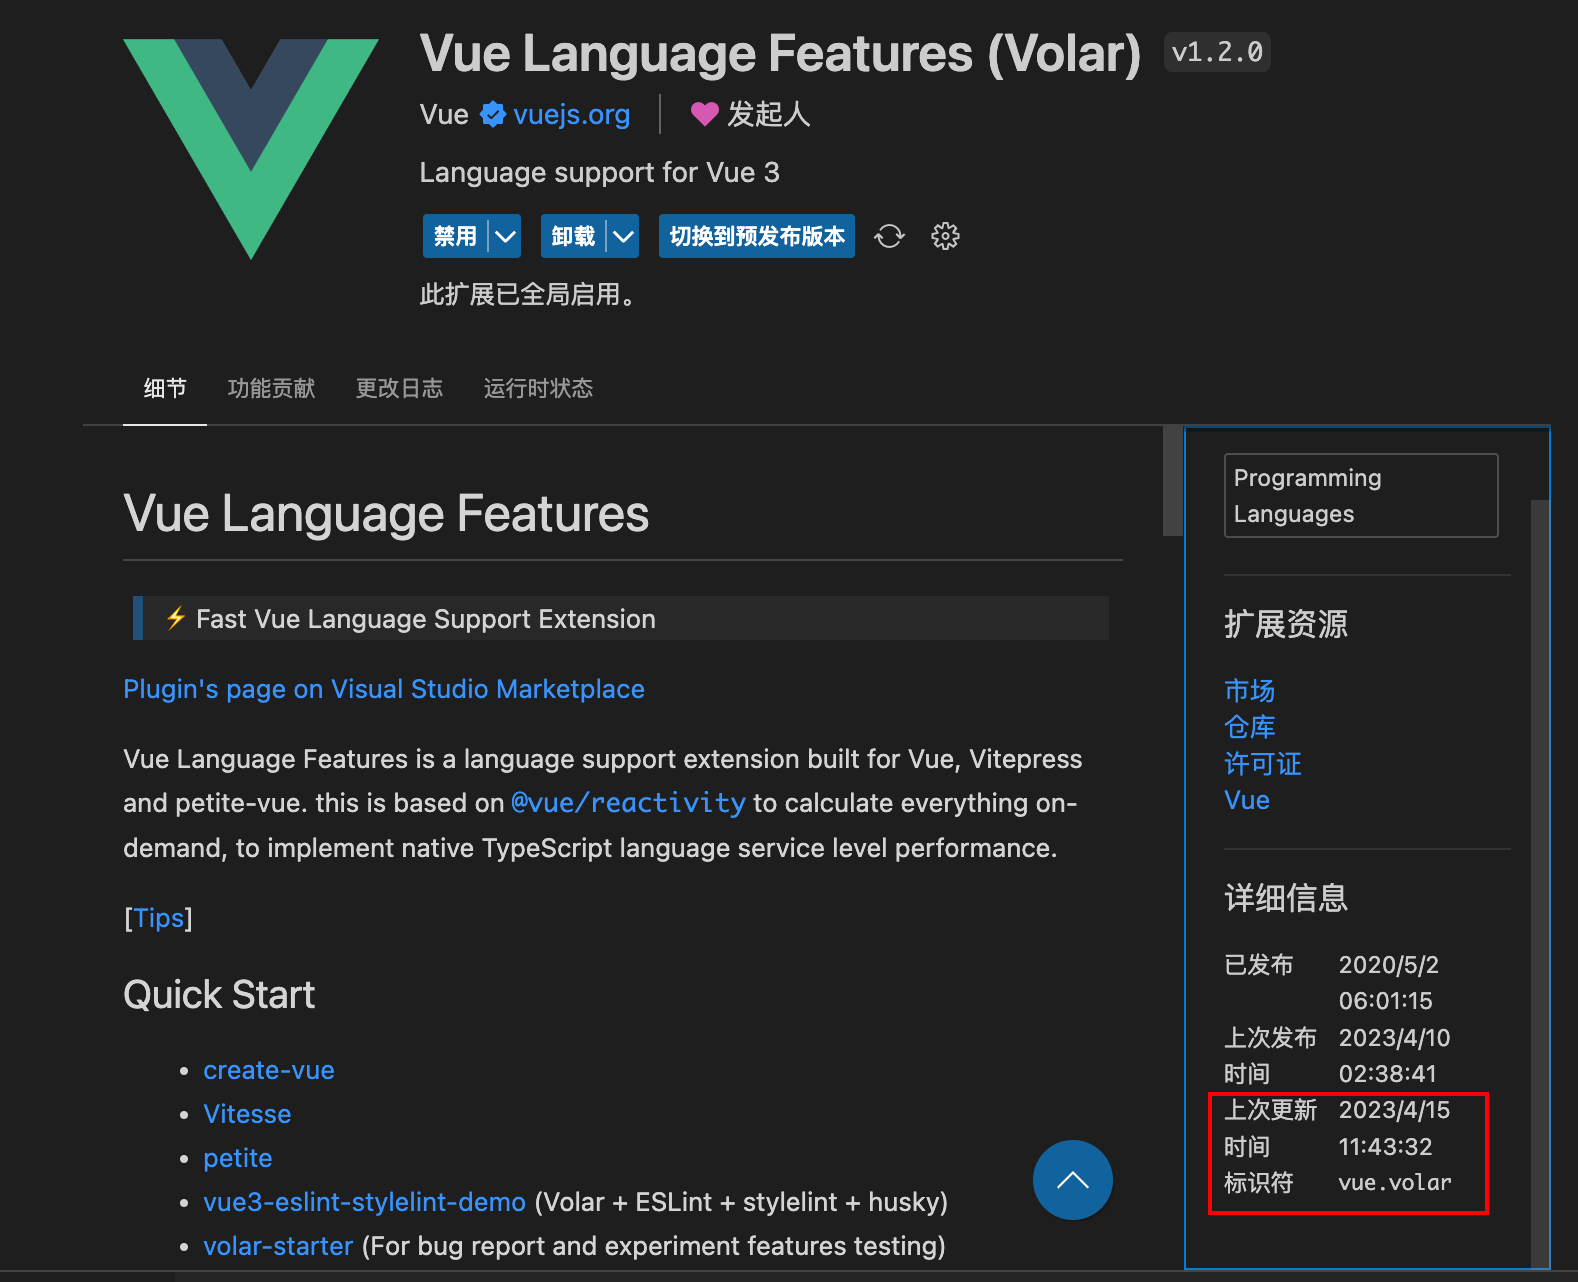 Vue Language Features (Volar) v1.2.0
Vue vuejs.org 发起人
Language support for Vue 3
禁用 卸载 切换到预发布版本
此扩展已全局启用。
细节 功能贡献 更改日志 运行时状态
Vue Language Features
⚡ Fast Vue Language Support Extension
Plugin's page on Visual Studio Marketplace
Vue Language Features is a language support extension built for Vue, Vitepress
and petite-vue. this is based on @vue/reactivity to calculate everything on-
demand, to implement native TypeScript language service level performance.
[Tips]
Quick Start
• create-vue
• Vitesse
• petite
• vue3-eslint-stylelint-demo (Volar + ESLint + stylelint + husky)
• volar-starter (For bug report and experiment features testing)
Programming
Languages
扩展资源
市场
仓库
许可证
Vue
详细信息
已发布 2020/5/2
06:01:15
上次发布 2023/4/10
时间 02:38:41
上次更新 2023/4/15
时间 11:43:32
标识符 vue.volar